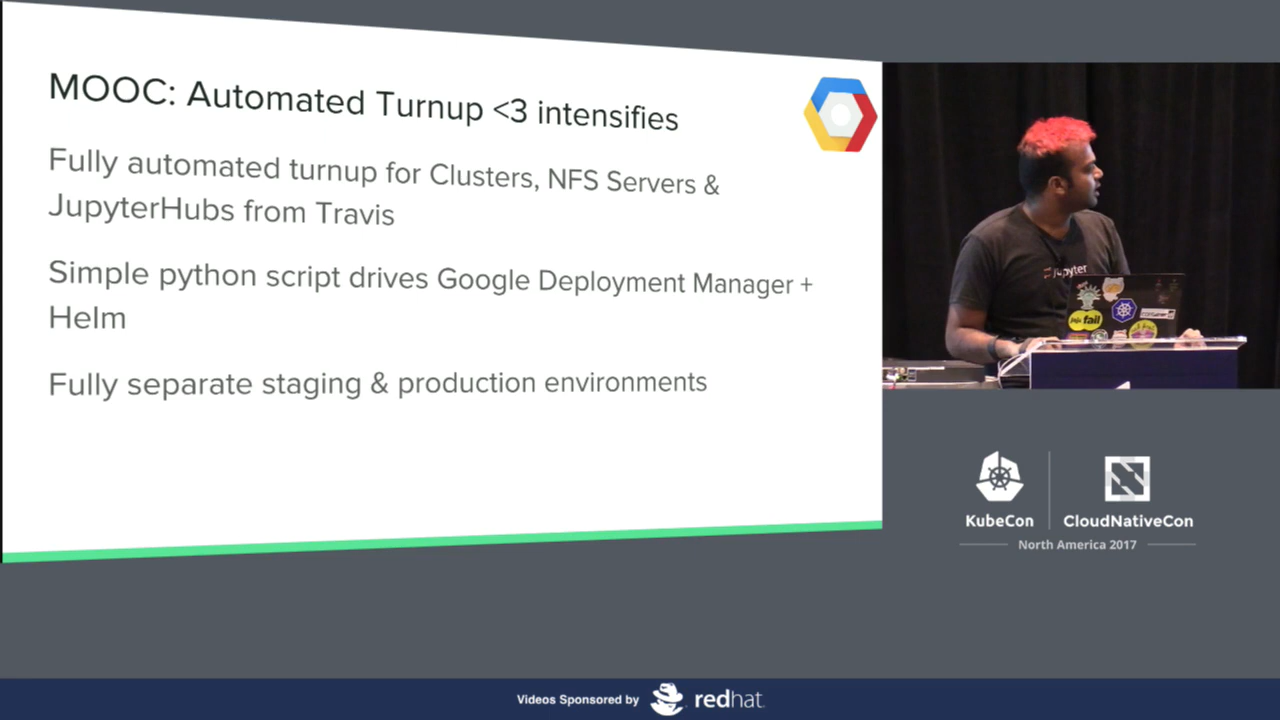 MOOC: Automated Turnup <3 intensifies
Fully automated turnup for Clusters, NFS Servers &
JupyterHubs from Travis
Simple python script drives Google Deployment Manager +
Helm
Fully separate staging & production environments
jupyter
fail
KubeCon
CloudNativeCon
North America 2017
Videos Sponsored by
redhat